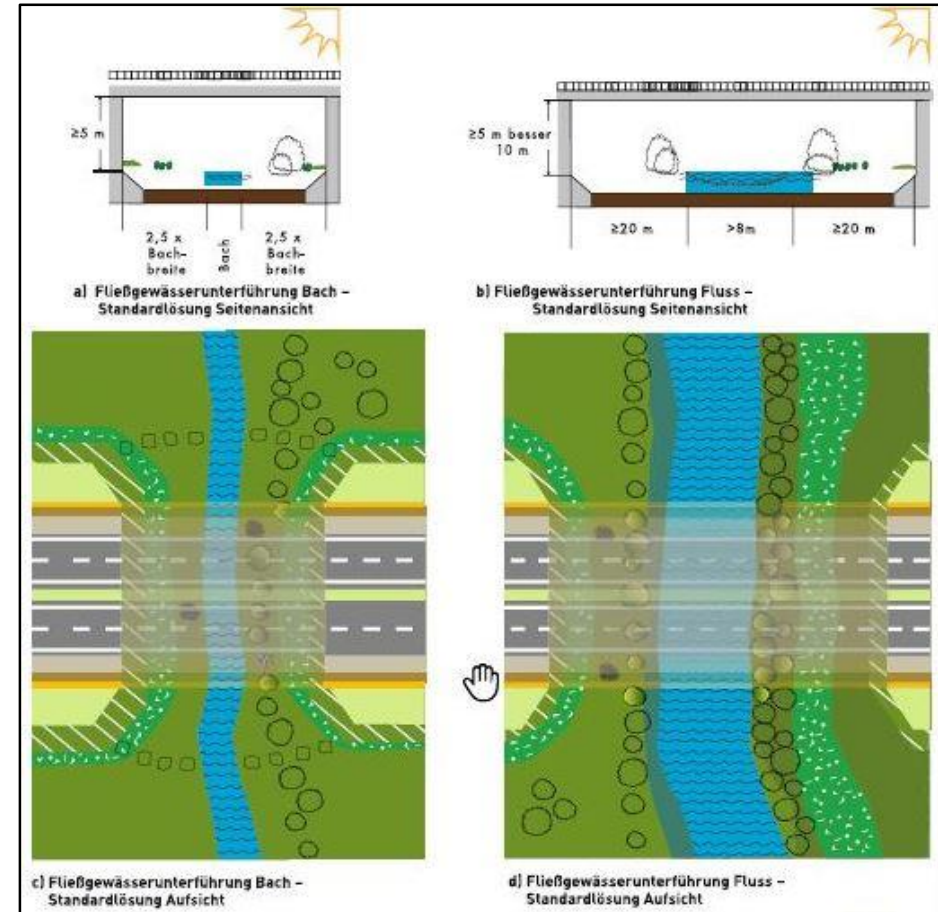 ≥5 m
2,5 x
Bach-
breite
Bach
2,5 x
Bach-
breite
a) Fließgewässerunterführung Bach –
Standardlösung Seitenansicht
≥5 m besser
10 m
≥20 m
>8m
≥20 m
b) Fließgewässerunterführung Fluss –
Standardlösung Seitenansicht
c) Fließgewässerunterführung Bach –
Standardlösung Aufsicht
d) Fließgewässerunterführung Fluss –
Standardlösung Aufsicht